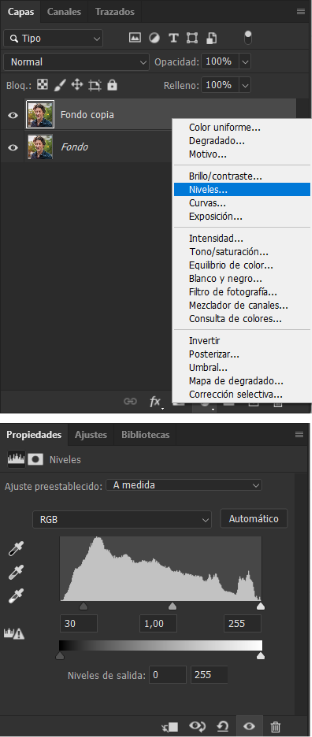 Capas Canales Trazados
Tipo
Normal Opacidad: 100%
Bloq.: Relleno: 100%
Fondo copia
Fondo
Color uniforme...
Degradado...
Motivo...
Brillo/contraste...
Niveles...
Curvas...
Exposición...
Intensidad...
Tono/saturación...
Equilibrio de color...
Blanco y negro...
Filtro de fotografía...
Mezclador de canales...
Consulta de colores...
Invertir
Posterizar...
Umbral...
Mapa de degradado...
Corrección selectiva...
fx
Propiedades Ajustes Bibliotecas
Niveles
Ajuste preestablecido: A medida
RGB Automático
30 1,00 255
Niveles de salida: 0 255